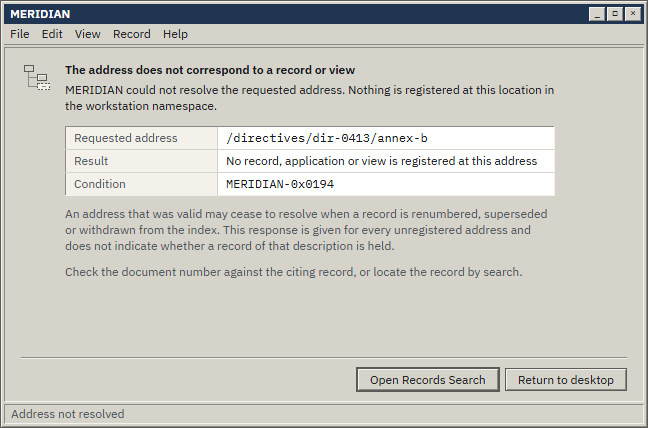 MERIDIAN
File Edit View Record Help
The address does not correspond to a record or view
MERIDIAN could not resolve the requested address. Nothing is registered at this location in
the workstation namespace.
Requested address /directives/dir-0413/annex-b
Result No record, application or view is registered at this address
Condition MERIDIAN-0x0194
An address that was valid may cease to resolve when a record is renumbered, superseded
or withdrawn from the index. This response is given for every unregistered address and
does not indicate whether a record of that description is held.
Check the document number against the citing record, or locate the record by search.
Open Records Search Return to desktop
Address not resolved